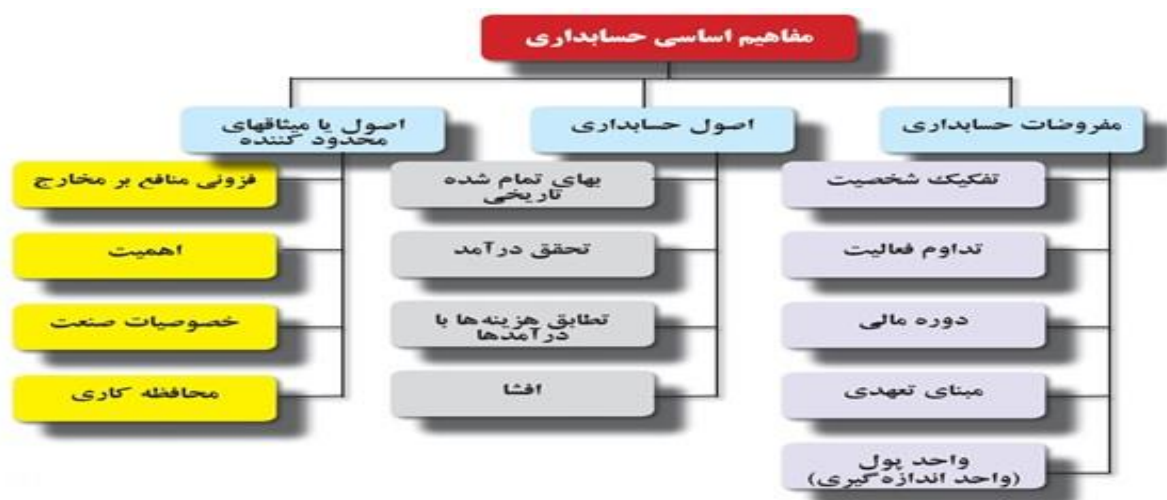 مفاهیم اساسی حسابداری
مفروضات حسابداری
تفکیک شخصیت
تداوم فعالیت
دوره مالی
مبنای تعهدی
واحد پول
(واحد اندازه‌گیری)
اصول حسابداری
بهای تمام شده
تاریخی
تحقق درآمد
تطابق هزینه‌ها با
درآمدها
افشا
اصول یا میثاقهای
محدود کننده
فزونی منافع بر مخارج
اهمیت
خصوصیات صنعت
محافظه کاری